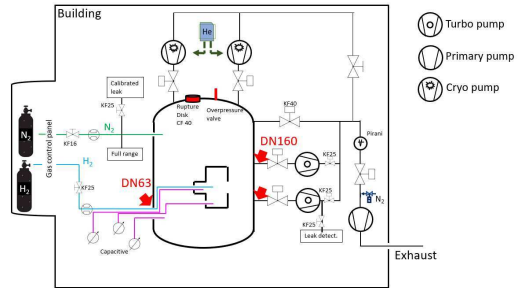 Building
He
Turbo pump
Primary pump
Cryo pump
Calibrated
leak
KF25
Rupture
Disk
CF 40
Overpressure
valve
KF40
Gas control panel
N2
N2
KF16
Full range
DN160
Pirani
KF25
H2
H2
KF25
DN63
KF25
N2
KF25
Leak detect.
Capacitive
Exhaust